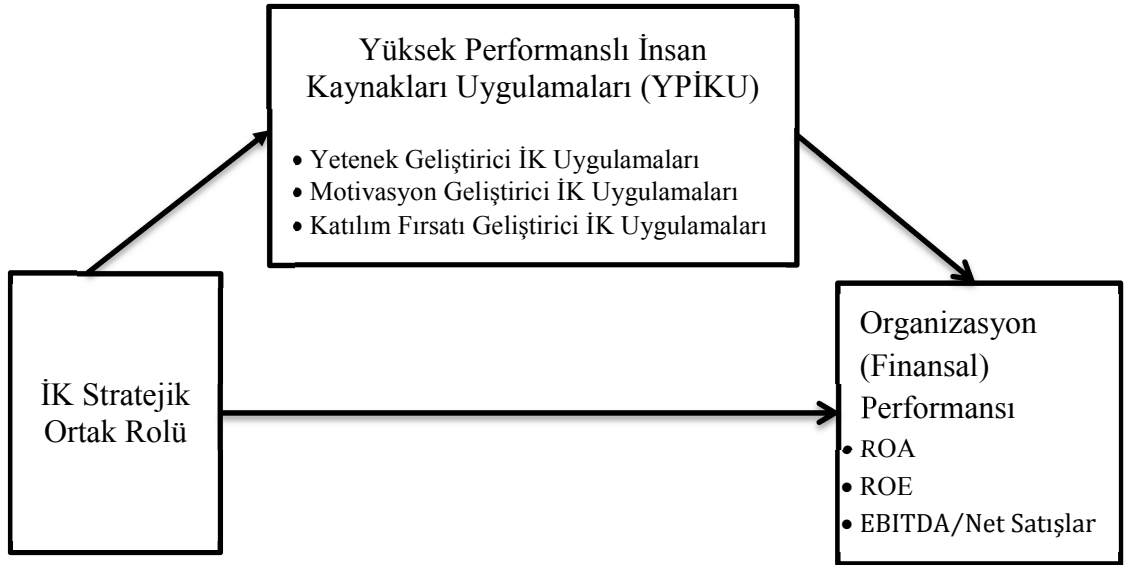 Yüksek Performanslı İnsan
Kaynakları Uygulamaları (YPİKU)
• Yetenek Geliştirici İK Uygulamaları
• Motivasyon Geliştirici İK Uygulamaları
• Katılım Fırsatı Geliştirici İK Uygulamaları
İK Stratejik
Ortak Rolü
Organizasyon
(Finansal)
Performansı
• ROA
• ROE
• EBITDA/Net Satışlar